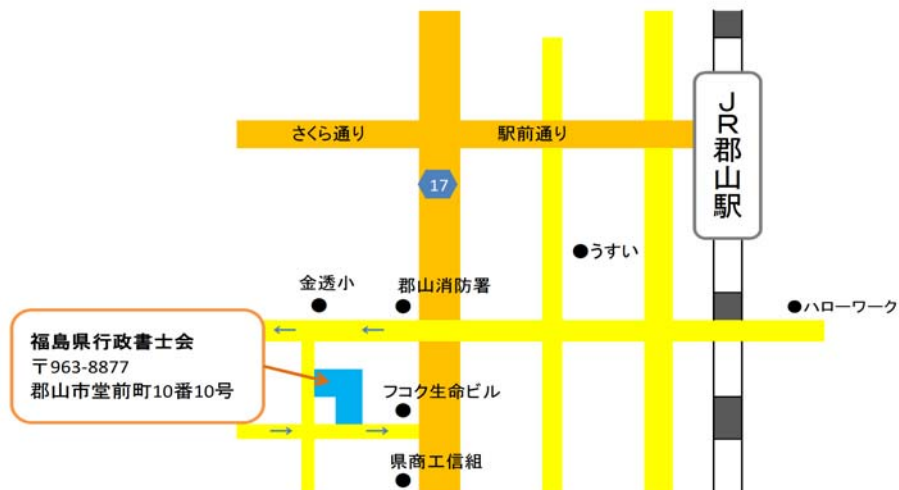 JR郡山駅
さくら通り
駅前通り
17
うすい
金透小
郡山消防署
ハローワーク
福島県行政書士会
〒963-8877
郡山市堂前町10番10号
フコク生命ビル
県商工信組